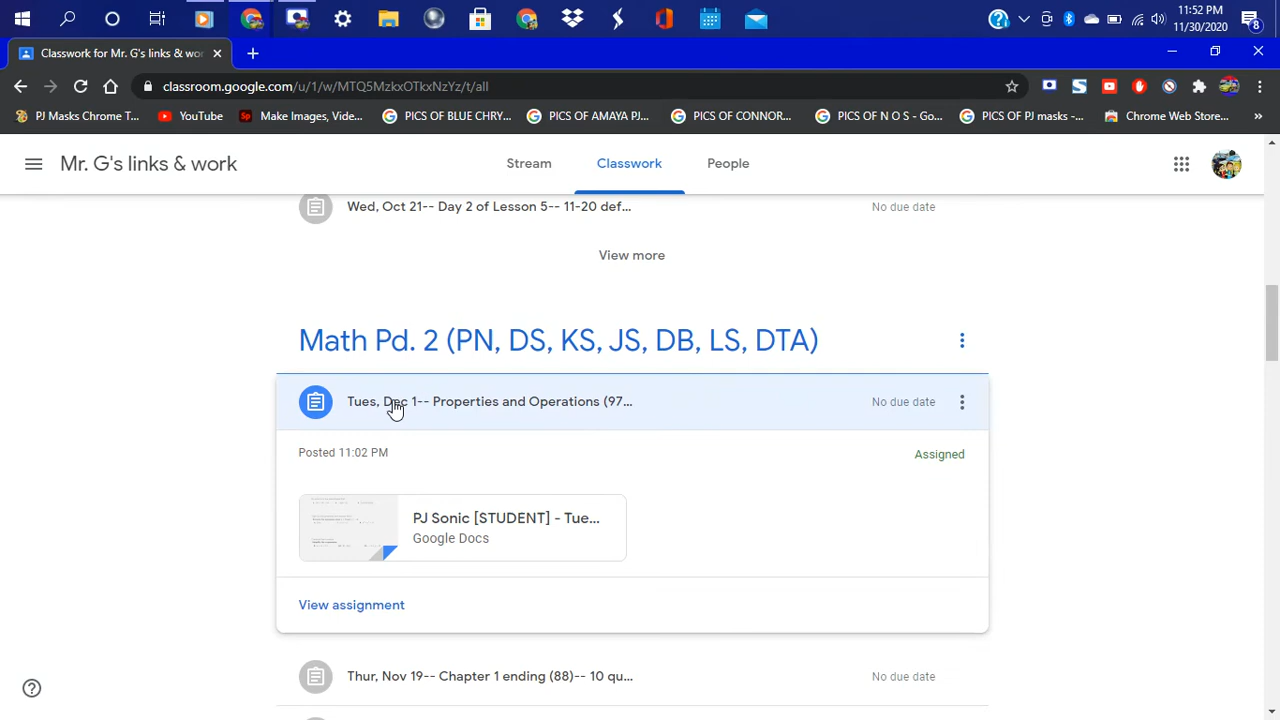 11:52 PM
11/30/2020
8
Classwork for Mr. G's links & wor
classroom.google.com/u/1/w/MTQ5MzkxOTkxNzYz/t/all
PJ Masks Chrome T... YouTube Make Images, Vide... PICS OF BLUE CHRY... PICS OF AMAYA PJ... PICS OF CONNOR... PICS OF N O S - Go... PICS OF PJ masks -... Chrome Web Store... »
Mr. G's links & work Stream Classwork People
Wed, Oct 21-- Day 2 of Lesson 5-- 11-20 def... No due date
View more
Math Pd. 2 (PN, DS, KS, JS, DB, LS, DTA)
Tues, Dec 1-- Properties and Operations (97... No due date
Posted 11:02 PM Assigned
PJ Sonic [STUDENT] - Tue...
Google Docs
View assignment
Thur, Nov 19-- Chapter 1 ending (88)-- 10 qu... No due date